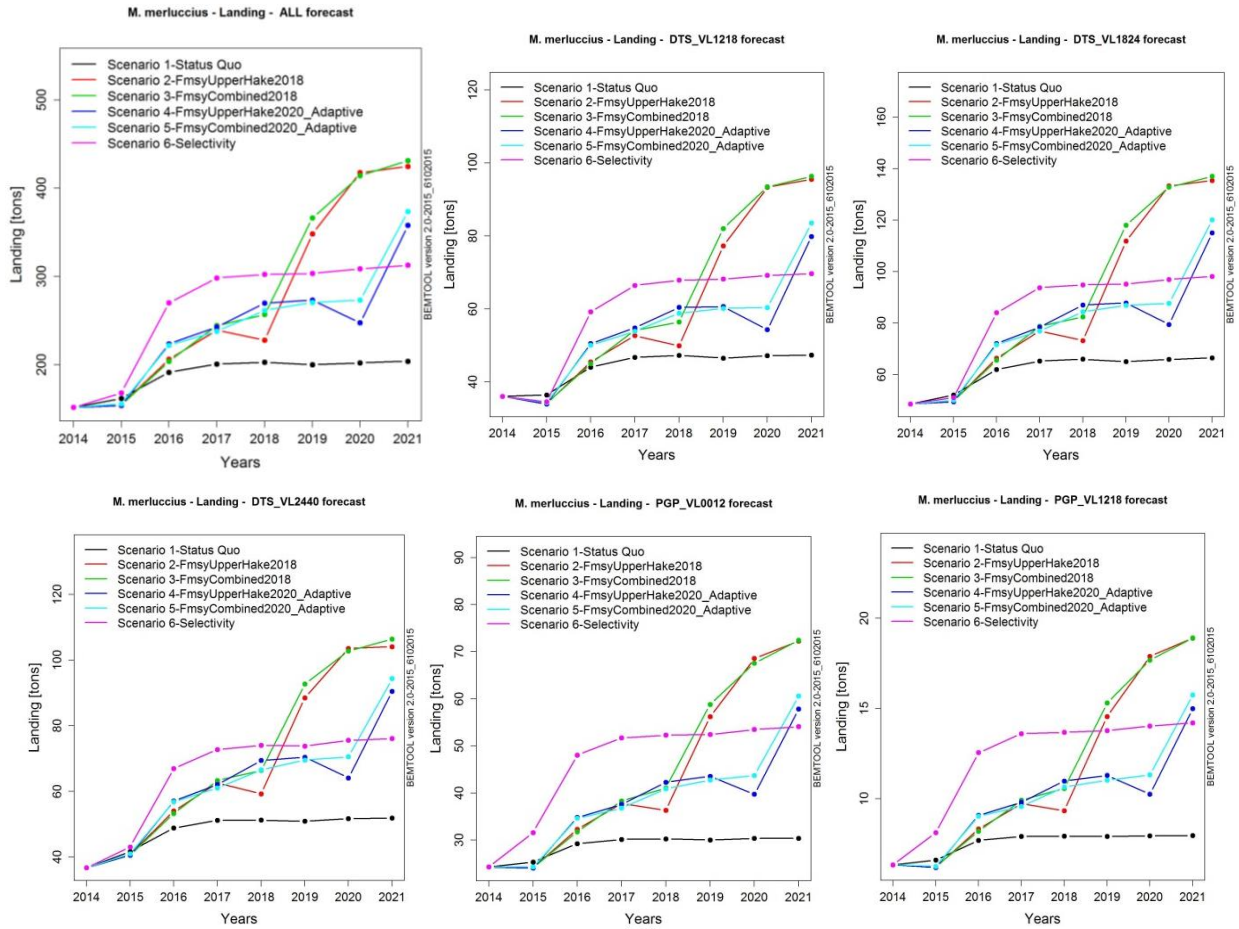 M. merluccius - Landing - ALL forecast
Scenario 1-Status Quo
Scenario 2-FmsyUpperHake2018
Scenario 3-FmsyCombined2018
Scenario 4-FmsyUpperHake2020_Adaptive
Scenario 5-FmsyCombined2020_Adaptive
Scenario 6-Selectivity
Landing [tons]
500
400
300
200
2014 2015 2016 2017 2018 2019 2020 2021
Years
BEMTOOL version 2.0-2015_6102015
M. merluccius - Landing - DTS_VL1218 forecast
Scenario 1-Status Quo
Scenario 2-FmsyUpperHake2018
Scenario 3-FmsyCombined2018
Scenario 4-FmsyUpperHake2020_Adaptive
Scenario 5-FmsyCombined2020_Adaptive
Scenario 6-Selectivity
Landing [tons]
120
100
80
60
40
2014 2015 2016 2017 2018 2019 2020 2021
Years
BEMTOOL version 2.0-2015_6102015
M. merluccius - Landing - DTS_VL1824 forecast
Scenario 1-Status Quo
Scenario 2-FmsyUpperHake2018
Scenario 3-FmsyCombined2018
Scenario 4-FmsyUpperHake2020_Adaptive
Scenario 5-FmsyCombined2020_Adaptive
Scenario 6-Selectivity
Landing [tons]
160
140
120
100
80
60
2014 2015 2016 2017 2018 2019 2020 2021
Years
BEMTOOL version 2.0-2015_6102015
M. merluccius - Landing - DTS_VL2440 forecast
Scenario 1-Status Quo
Scenario 2-FmsyUpperHake2018
Scenario 3-FmsyCombined2018
Scenario 4-FmsyUpperHake2020_Adaptive
Scenario 5-FmsyCombined2020_Adaptive
Scenario 6-Selectivity
Landing [tons]
120
100
80
60
40
2014 2015 2016 2017 2018 2019 2020 2021
Years
BEMTOOL version 2.0-2015_6102015
M. merluccius - Landing - PGP_VL0012 forecast
Scenario 1-Status Quo
Scenario 2-FmsyUpperHake2018
Scenario 3-FmsyCombined2018
Scenario 4-FmsyUpperHake2020_Adaptive
Scenario 5-FmsyCombined2020_Adaptive
Scenario 6-Selectivity
Landing [tons]
90
80
70
60
50
40
30
2014 2015 2016 2017 2018 2019 2020 2021
Years
BEMTOOL version 2.0-2015_6102015
M. merluccius - Landing - PGP_VL1218 forecast
Scenario 1-Status Quo
Scenario 2-FmsyUpperHake2018
Scenario 3-FmsyCombined2018
Scenario 4-FmsyUpperHake2020_Adaptive
Scenario 5-FmsyCombined2020_Adaptive
Scenario 6-Selectivity
Landing [tons]
20
15
10
2014 2015 2016 2017 2018 2019 2020 2021
Years
BEMTOOL version 2.0-2015_6102015